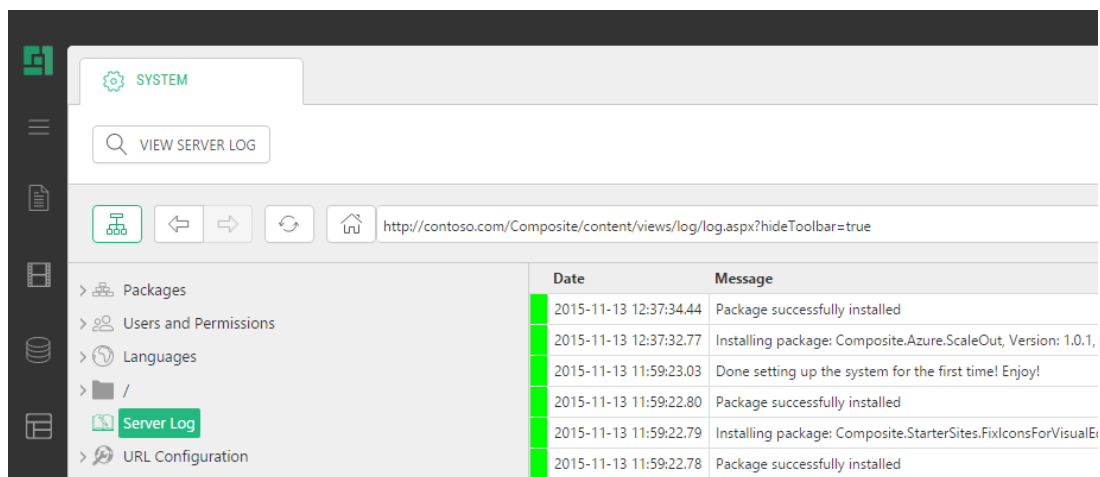 SYSTEM
VIEW SERVER LOG
http://contoso.com/Composite/content/views/log/log.aspx?hideToolbar=true
Packages
Users and Permissions
Languages
/
Server Log
URL Configuration
Date Message
2015-11-13 12:37:34.44 Package successfully installed
2015-11-13 12:37:32.77 Installing package: Composite.Azure.ScaleOut, Version: 1.0.1,
2015-11-13 11:59:23.03 Done setting up the system for the first time! Enjoy!
2015-11-13 11:59:22.80 Package successfully installed
2015-11-13 11:59:22.79 Installing package: Composite.StarterSites.FixIconsForVisualEd
2015-11-13 11:59:22.78 Package successfully installed